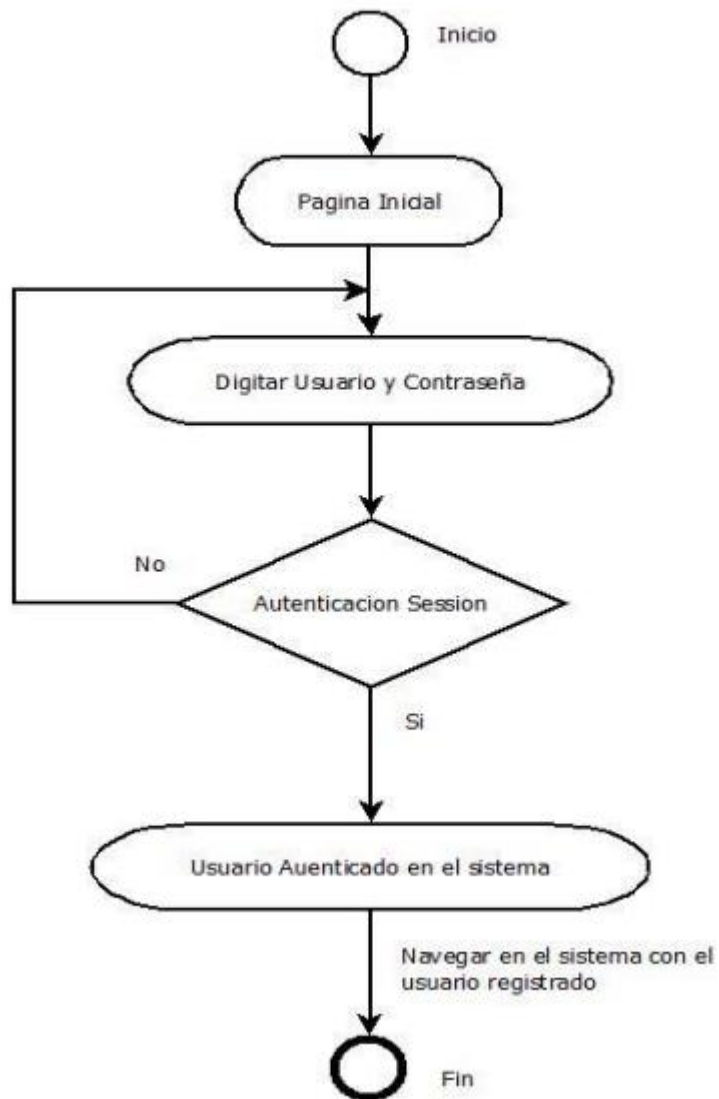 Inicio
Pagina Inicial
Digitar Usuario y Contraseña
No
Autenticacion Session
Si
Usuario Auenticado en el sistema
Navegar en el sistema con el
usuario registrado
Fin